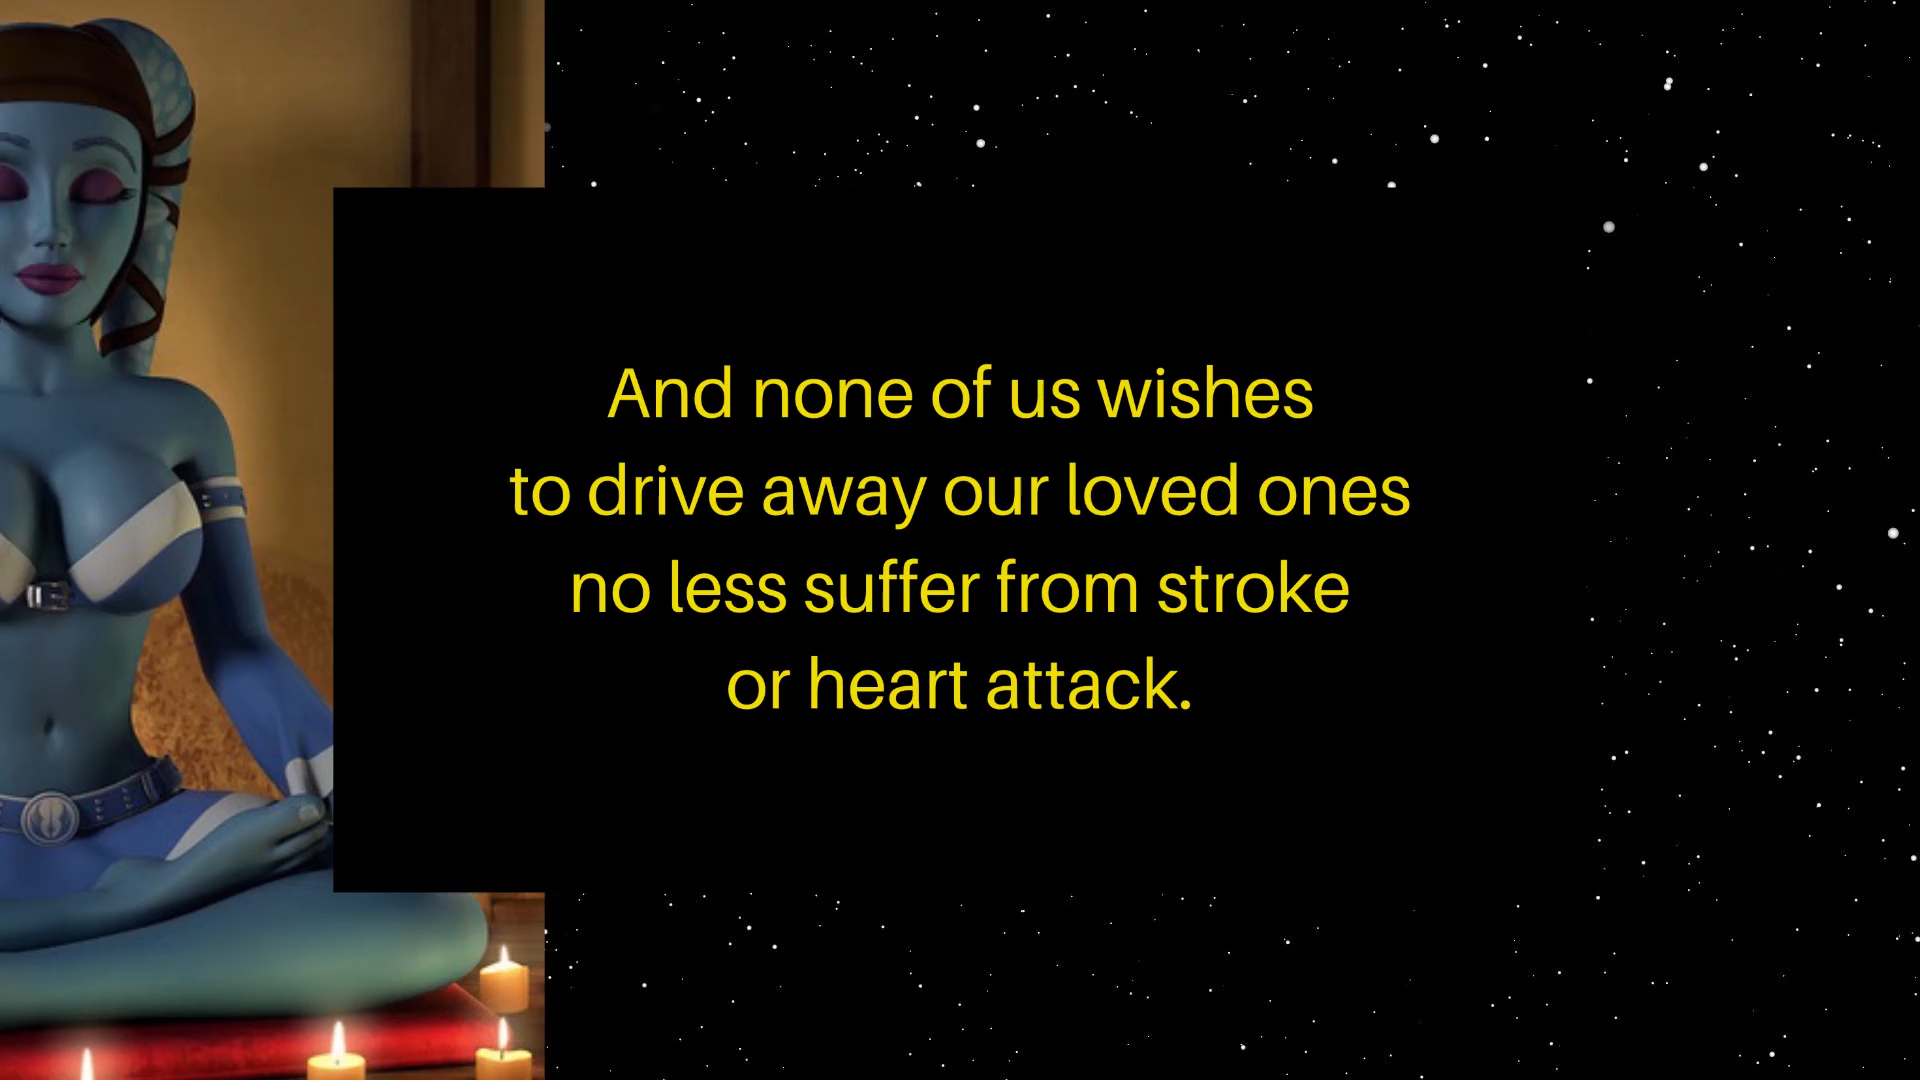 And none of us wishes
to drive away our loved ones
no less suffer from stroke
or heart attack.